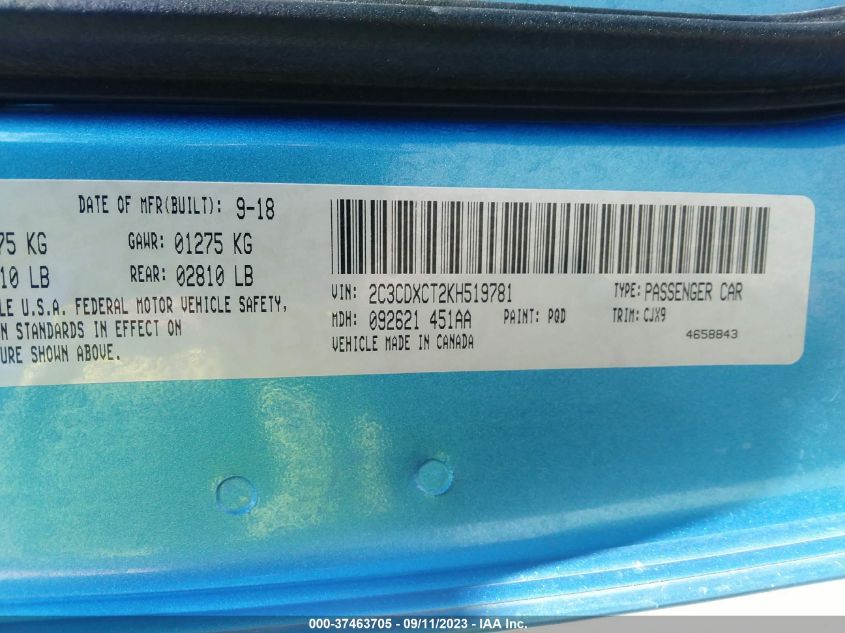 DATE OF MFR(BUILT): 9-18
75 KG GAWR: 01275 KG
10 LB REAR: 02810 LB
LE U.S.A. FEDERAL MOTOR VEHICLE SAFETY,
N STANDARDS IN EFFECT ON
URE SHOWN ABOVE.
VIN: 2C3CDXCT2KH519781 TYPE: PASSENGER CAR
MDH: 092621 451AA PAINT: PQD TRIM: CJX9
VEHICLE MADE IN CANADA 4658843
000-37463705 - 09/11/2023 - IAA Inc.